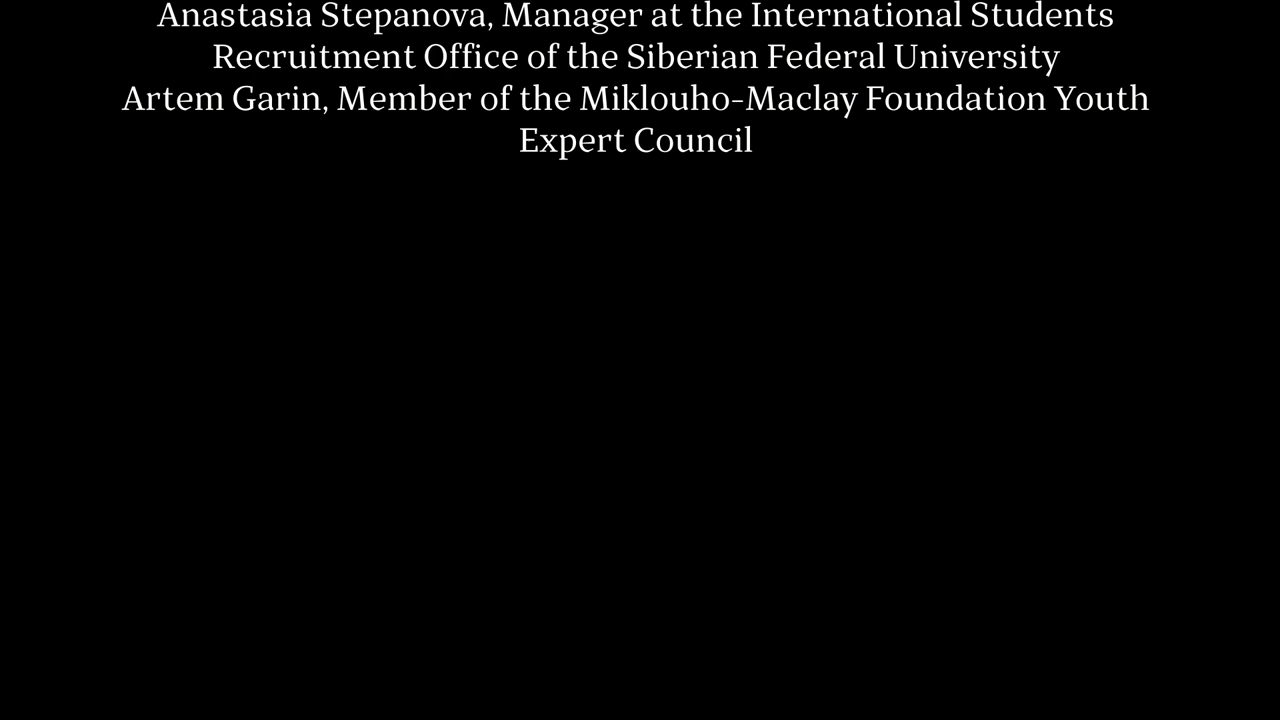 Anastasia Stepanova, Manager at the International Students
Recruitment Office of the Siberian Federal University
Artem Garin, Member of the Miklouho-Maclay Foundation Youth
Expert Council